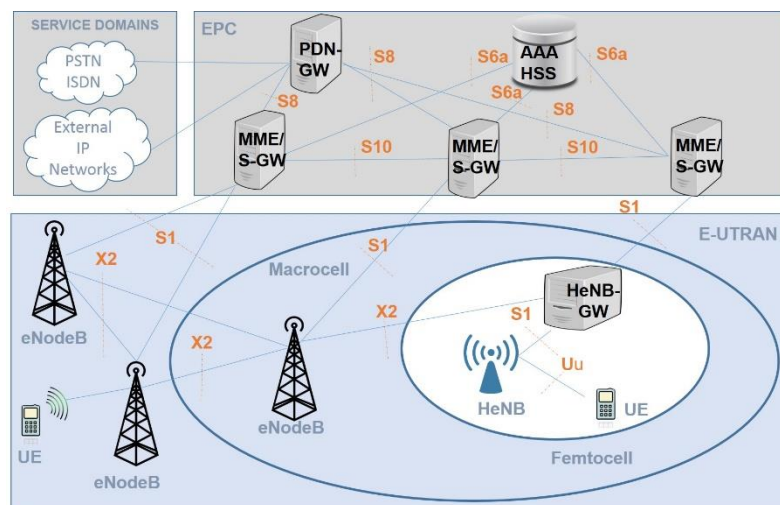 SERVICE DOMAINS
PSTN
ISDN
External
IP
Networks
EPC
PDN-
GW
S8
S8
S8
AAA
HSS
S6a
S6a
S6a
MME/
S-GW
S10
MME/
S-GW
S10
MME/
S-GW
S1
S1
S1
E-UTRAN
Macrocell
X2
X2
X2
eNodeB
eNodeB
eNodeB
UE
HeNB-
GW
S1
Uu
HeNB
UE
Femtocell